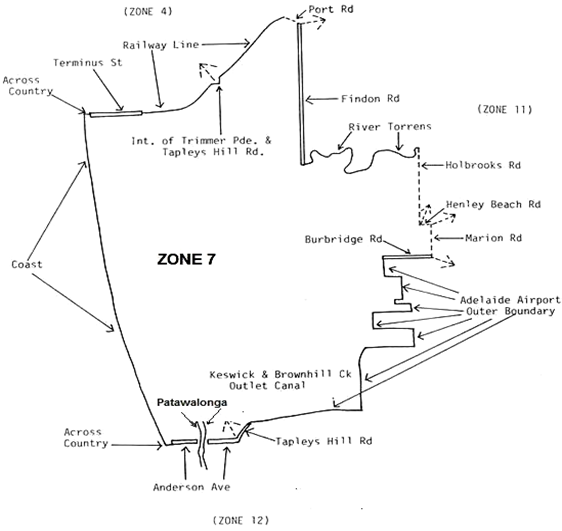 (ZONE 4)
Port Rd
Railway Line
Terminus St
Across
Country
Findon Rd
(ZONE 11)
River Torrens
Int. of Trimmer Pde. &
Tapleys Hill Rd.
Holbrooks Rd
Henley Beach Rd
Burbridge Rd
Marion Rd
ZONE 7
Coast
Adelaide Airport
Outer Boundary
Keswick & Brownhill Ck
Outlet Canal
Patawalonga
Across
Country
Tapleys Hill Rd
Anderson Ave
(ZONE 12)